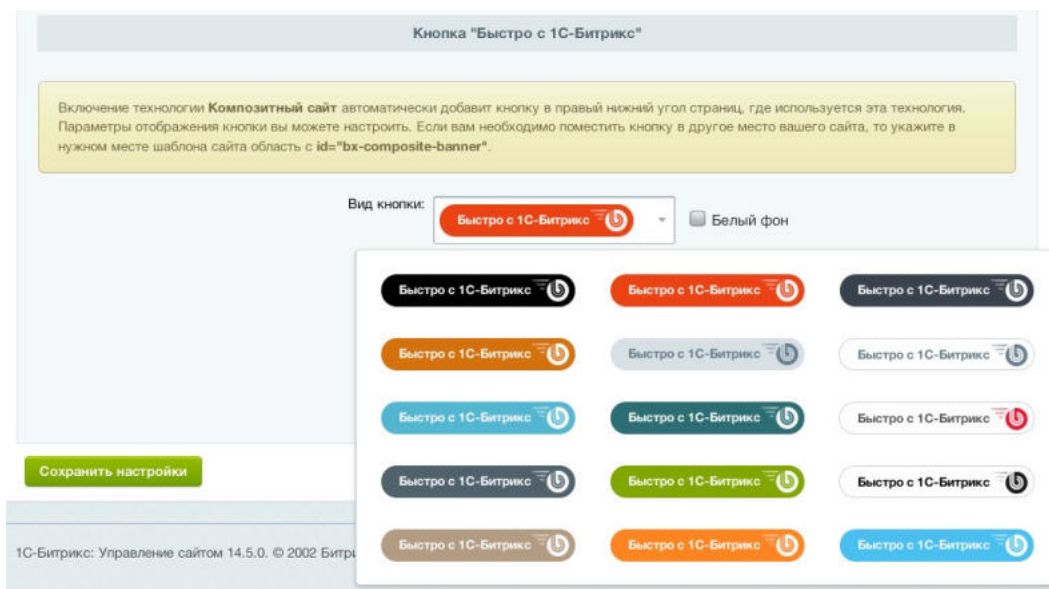 Кнопка "Быстро с 1С-Битрикс"
Включение технологии Композитный сайт автоматически добавит кнопку в правый нижний угол страниц, где используется эта технология.
Параметры отображения кнопки вы можете настроить. Если вам необходимо поместить кнопку в другое место вашего сайта, то укажите в
нужном месте шаблона сайта область с id="bx-composite-banner".
Вид кнопки: Быстро с 1С-Битрикс Белый фон
Быстро с 1С-Битрикс Быстро с 1С-Битрикс Быстро с 1С-Битрикс
Быстро с 1С-Битрикс Быстро с 1С-Битрикс Быстро с 1С-Битрикс
Быстро с 1С-Битрикс Быстро с 1С-Битрикс Быстро с 1С-Битрикс
Сохранить настройки
Быстро с 1С-Битрикс Быстро с 1С-Битрикс Быстро с 1С-Битрикс
1С-Битрикс: Управление сайтом 14.5.0. © 2002 Битри
Быстро с 1С-Битрикс Быстро с 1С-Битрикс Быстро с 1С-Битрикс